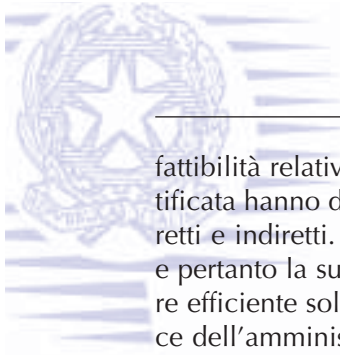 fattibilità relativ
tificata hanno d
retti e indiretti.
e pertanto la su
re efficiente sol
ce dell’amminis